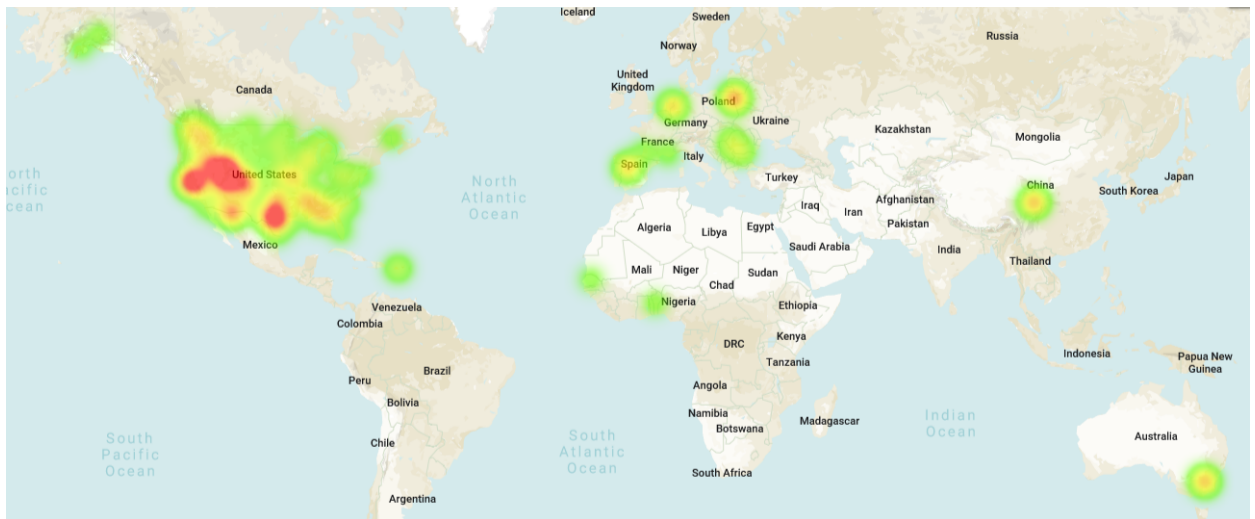 Iceland
Sweden
Russia
Norway
Canada
United
Kingdom
Poland
Germany
Ukraine
Kazakhstan
Mongolia
France
Italy
Spain
United States
North
Atlantic
Ocean
orth
acific
cean
Turkey
China
Japan
South Korea
Iraq
Iran
Afghanistan
Pakistan
Algeria
Libya
Egypt
Saudi Arabia
India
Mexico
Mali
Niger
Chad
Sudan
Thailand
Venezuela
Nigeria
Ethiopia
Colombia
Kenya
DRC
Tanzania
Indonesia
Papua New
Guinea
Peru
Brazil
Angola
Bolivia
Namibia
Botswana
Madagascar
Indian
Ocean
South
Pacific
Ocean
Chile
South
Atlantic
Ocean
Australia
South Africa
Argentina